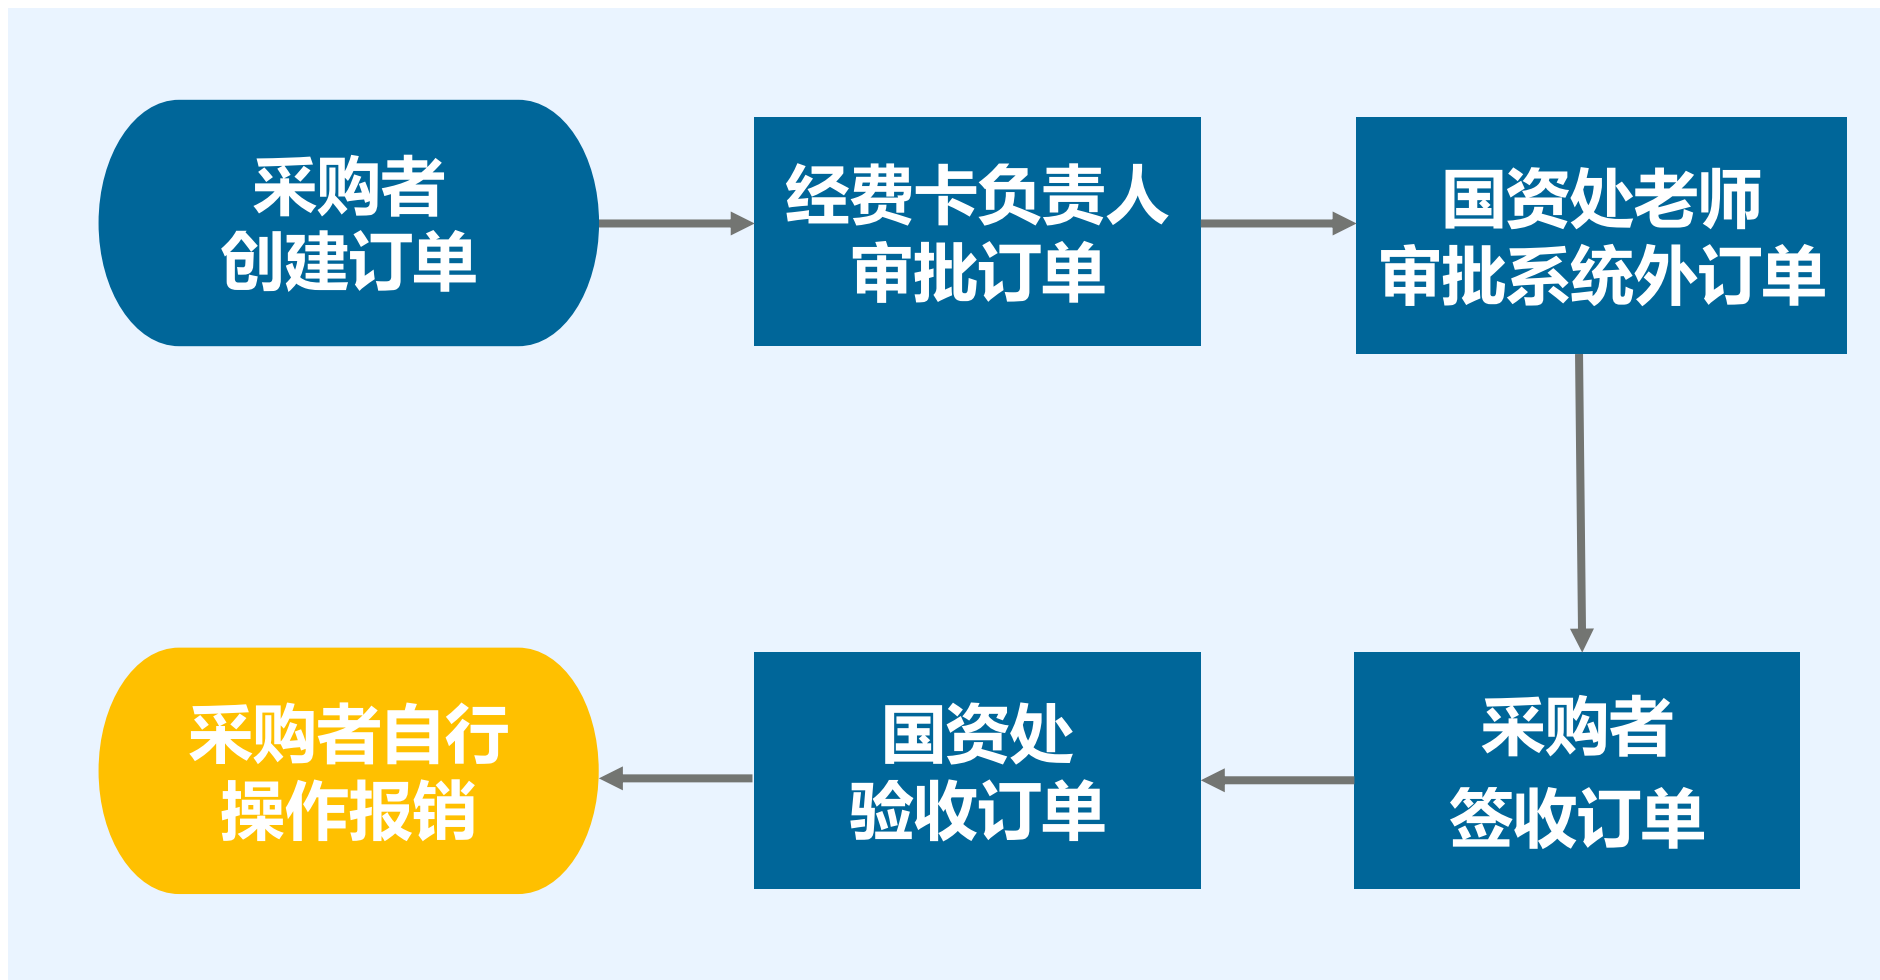 采购者
创建订单
经费卡负责人
审批订单
国资处老师
审批系统外订单
采购者
签收订单
国资处
验收订单
采购者自行
操作报销